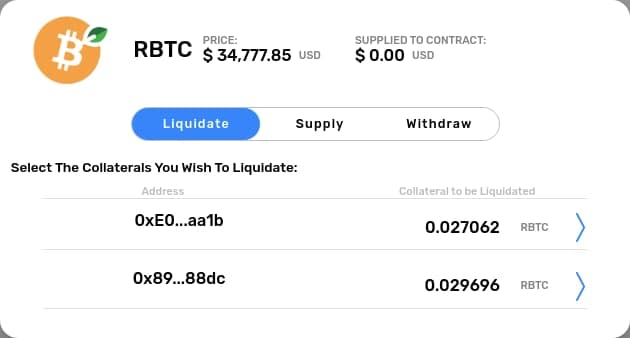 RBTC
PRICE:
$ 34,777.85 USD
SUPPLIED TO CONTRACT:
$ 0.00 USD
Liquidate Supply Withdraw
Select The Collaterals You Wish To Liquidate:
Address Collateral to be Liquidated
0xE0...aa1b 0.027062 RBTC
0x89...88dc 0.029696 RBTC